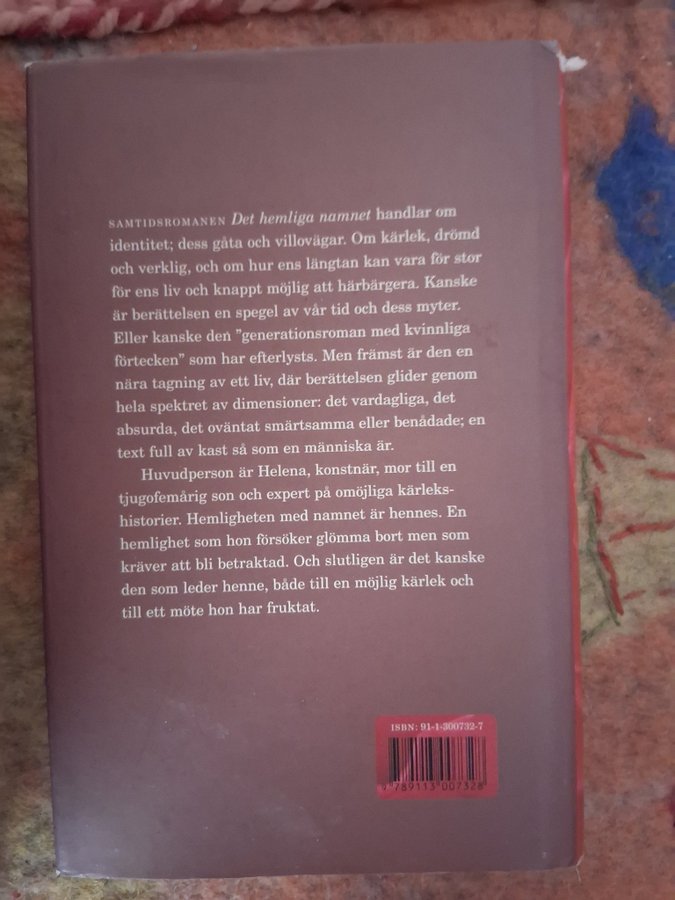 SAMTIDSROMANEN Det hemliga namnet handlar om
identitet; dess gåta och villovägar. Om kärlek, drömd
och verklig, och om hur ens längtan kan vara för stor
för ens liv och knappt möjlig att härbärgera. Kanske
är berättelsen en spegel av vår tid och dess myter.
Eller kanske den "generationsroman med kvinnliga
förtecken" som har efterlysts. Men främst är den en
nära tagning av ett liv, där berättelsen glider genom
hela spektret av dimensioner: det vardagliga, det
absurda, det oväntat smärtsamma eller benådade; en
text full av kast så som en människa är.
Huvudperson är Helena, konstnär, mor till en
tjugofemårig son och expert på omöjliga kärleks-
historier. Hemligheten med namnet är hennes. En
hemlighet som hon försöker glömma bort men som
kräver att bli betraktad. Och slutligen är det kanske
den som leder henne, både till en möjlig kärlek och
till ett möte hon har fruktat.
ISBN: 91-1-300732-7
9 789113 007328